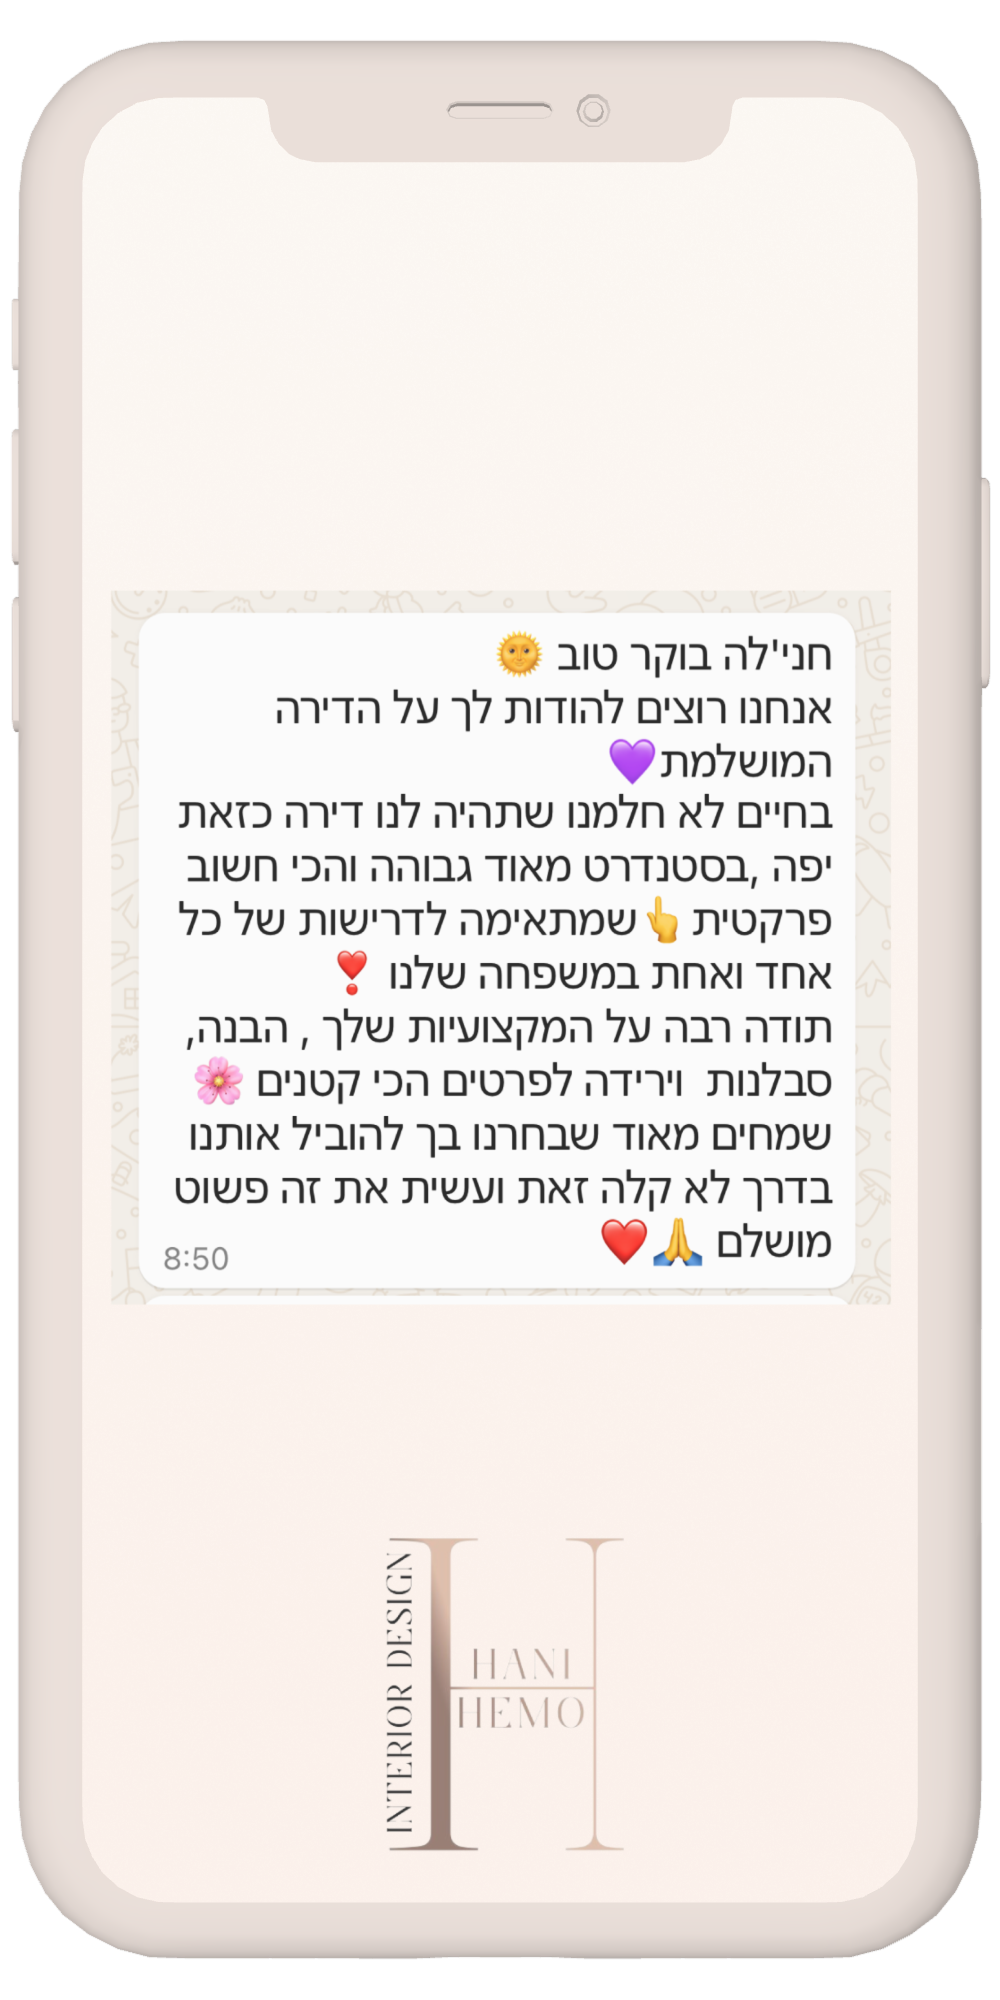 חני'לה בוקר טוב 🌞
אנחנו רוצים להודות לך על הדירה
המושלמת💜
בחיים לא חלמנו שתהיה לנו דירה כזאת
יפה ,בסטנדרט מאוד גבוהה והכי חשוב
פרקטית 👆שמתאימה לדרישות של כל
אחד ואחת במשפחה שלנו ❣️
תודה רבה על המקצועיות שלך , הבנה,
סבלנות  וירידה לפרטים הכי קטנים 🌸
שמחים מאוד שבחרנו בך להוביל אותנו
בדרך לא קלה זאת ועשית את זה פשוט
מושלם 🙏❤️
8:50
INTERIOR DESIGN
H
HANI
HEMO